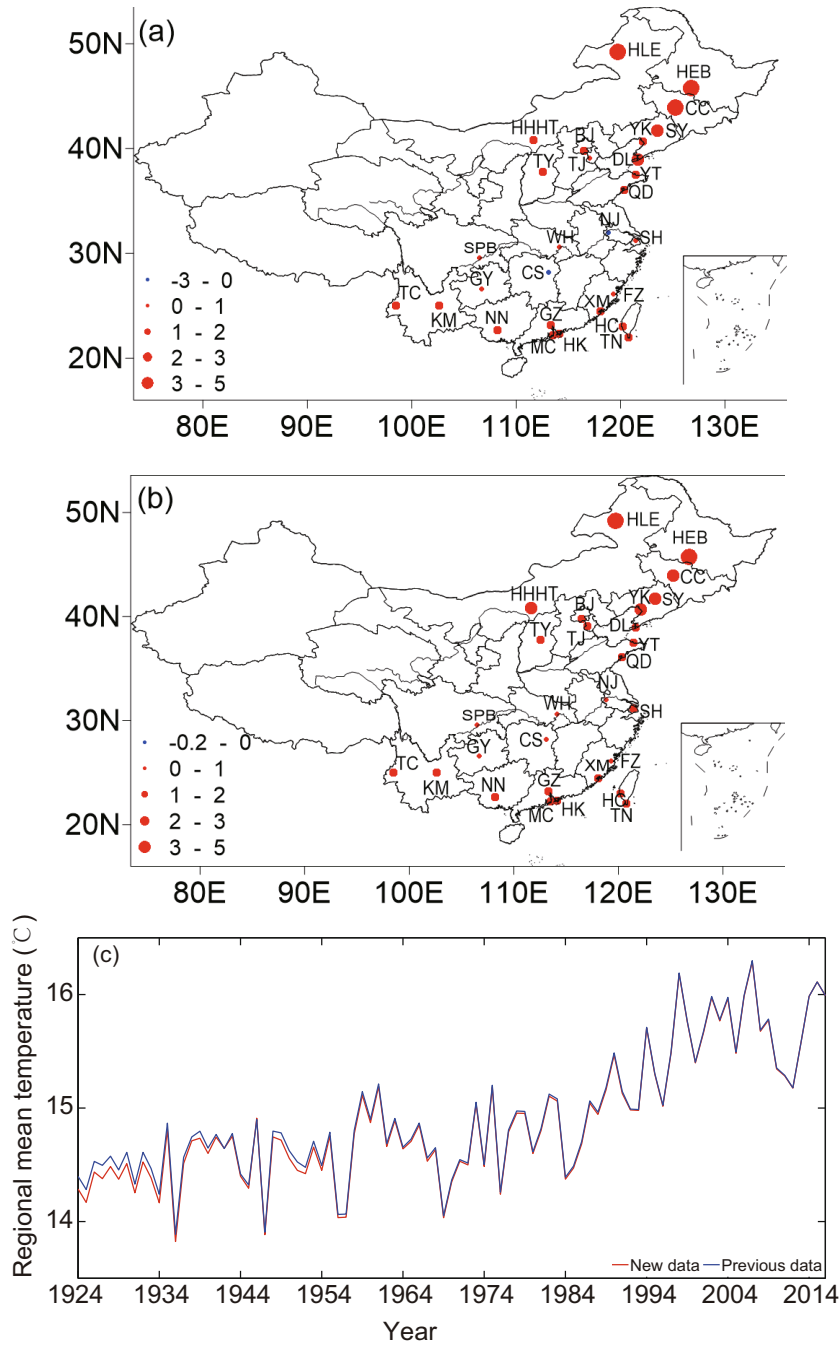 (a)
50N
40N
30N
20N
HLE
HEB
CC
HHHT
BJ
YK
SY
TY
TJ
DL
YT
QD
NJ
SPB
WH
SH
GY
CS
TC
KM
NN
GZ
XM
FZ
MC
HK
HC
TN
-3 - 0
0 - 1
1 - 2
2 - 3
3 - 5
80E 90E 100E 110E 120E 130E
(b)
50N
40N
30N
20N
HLE
HEB
CC
HHHT
BJ
YK
SY
TY
TJ
DL
YT
QD
NJ
SPB
WH
SH
GY
CS
TC
KM
NN
GZ
XM
FZ
MC
HK
HC
TN
-0.2 - 0
0 - 1
1 - 2
2 - 3
3 - 5
80E 90E 100E 110E 120E 130E
(c)
Regional mean temperature (℃)
16
15
14
New data Previous data
1924 1934 1944 1954 1964 1974 1984 1994 2004 2014
Year